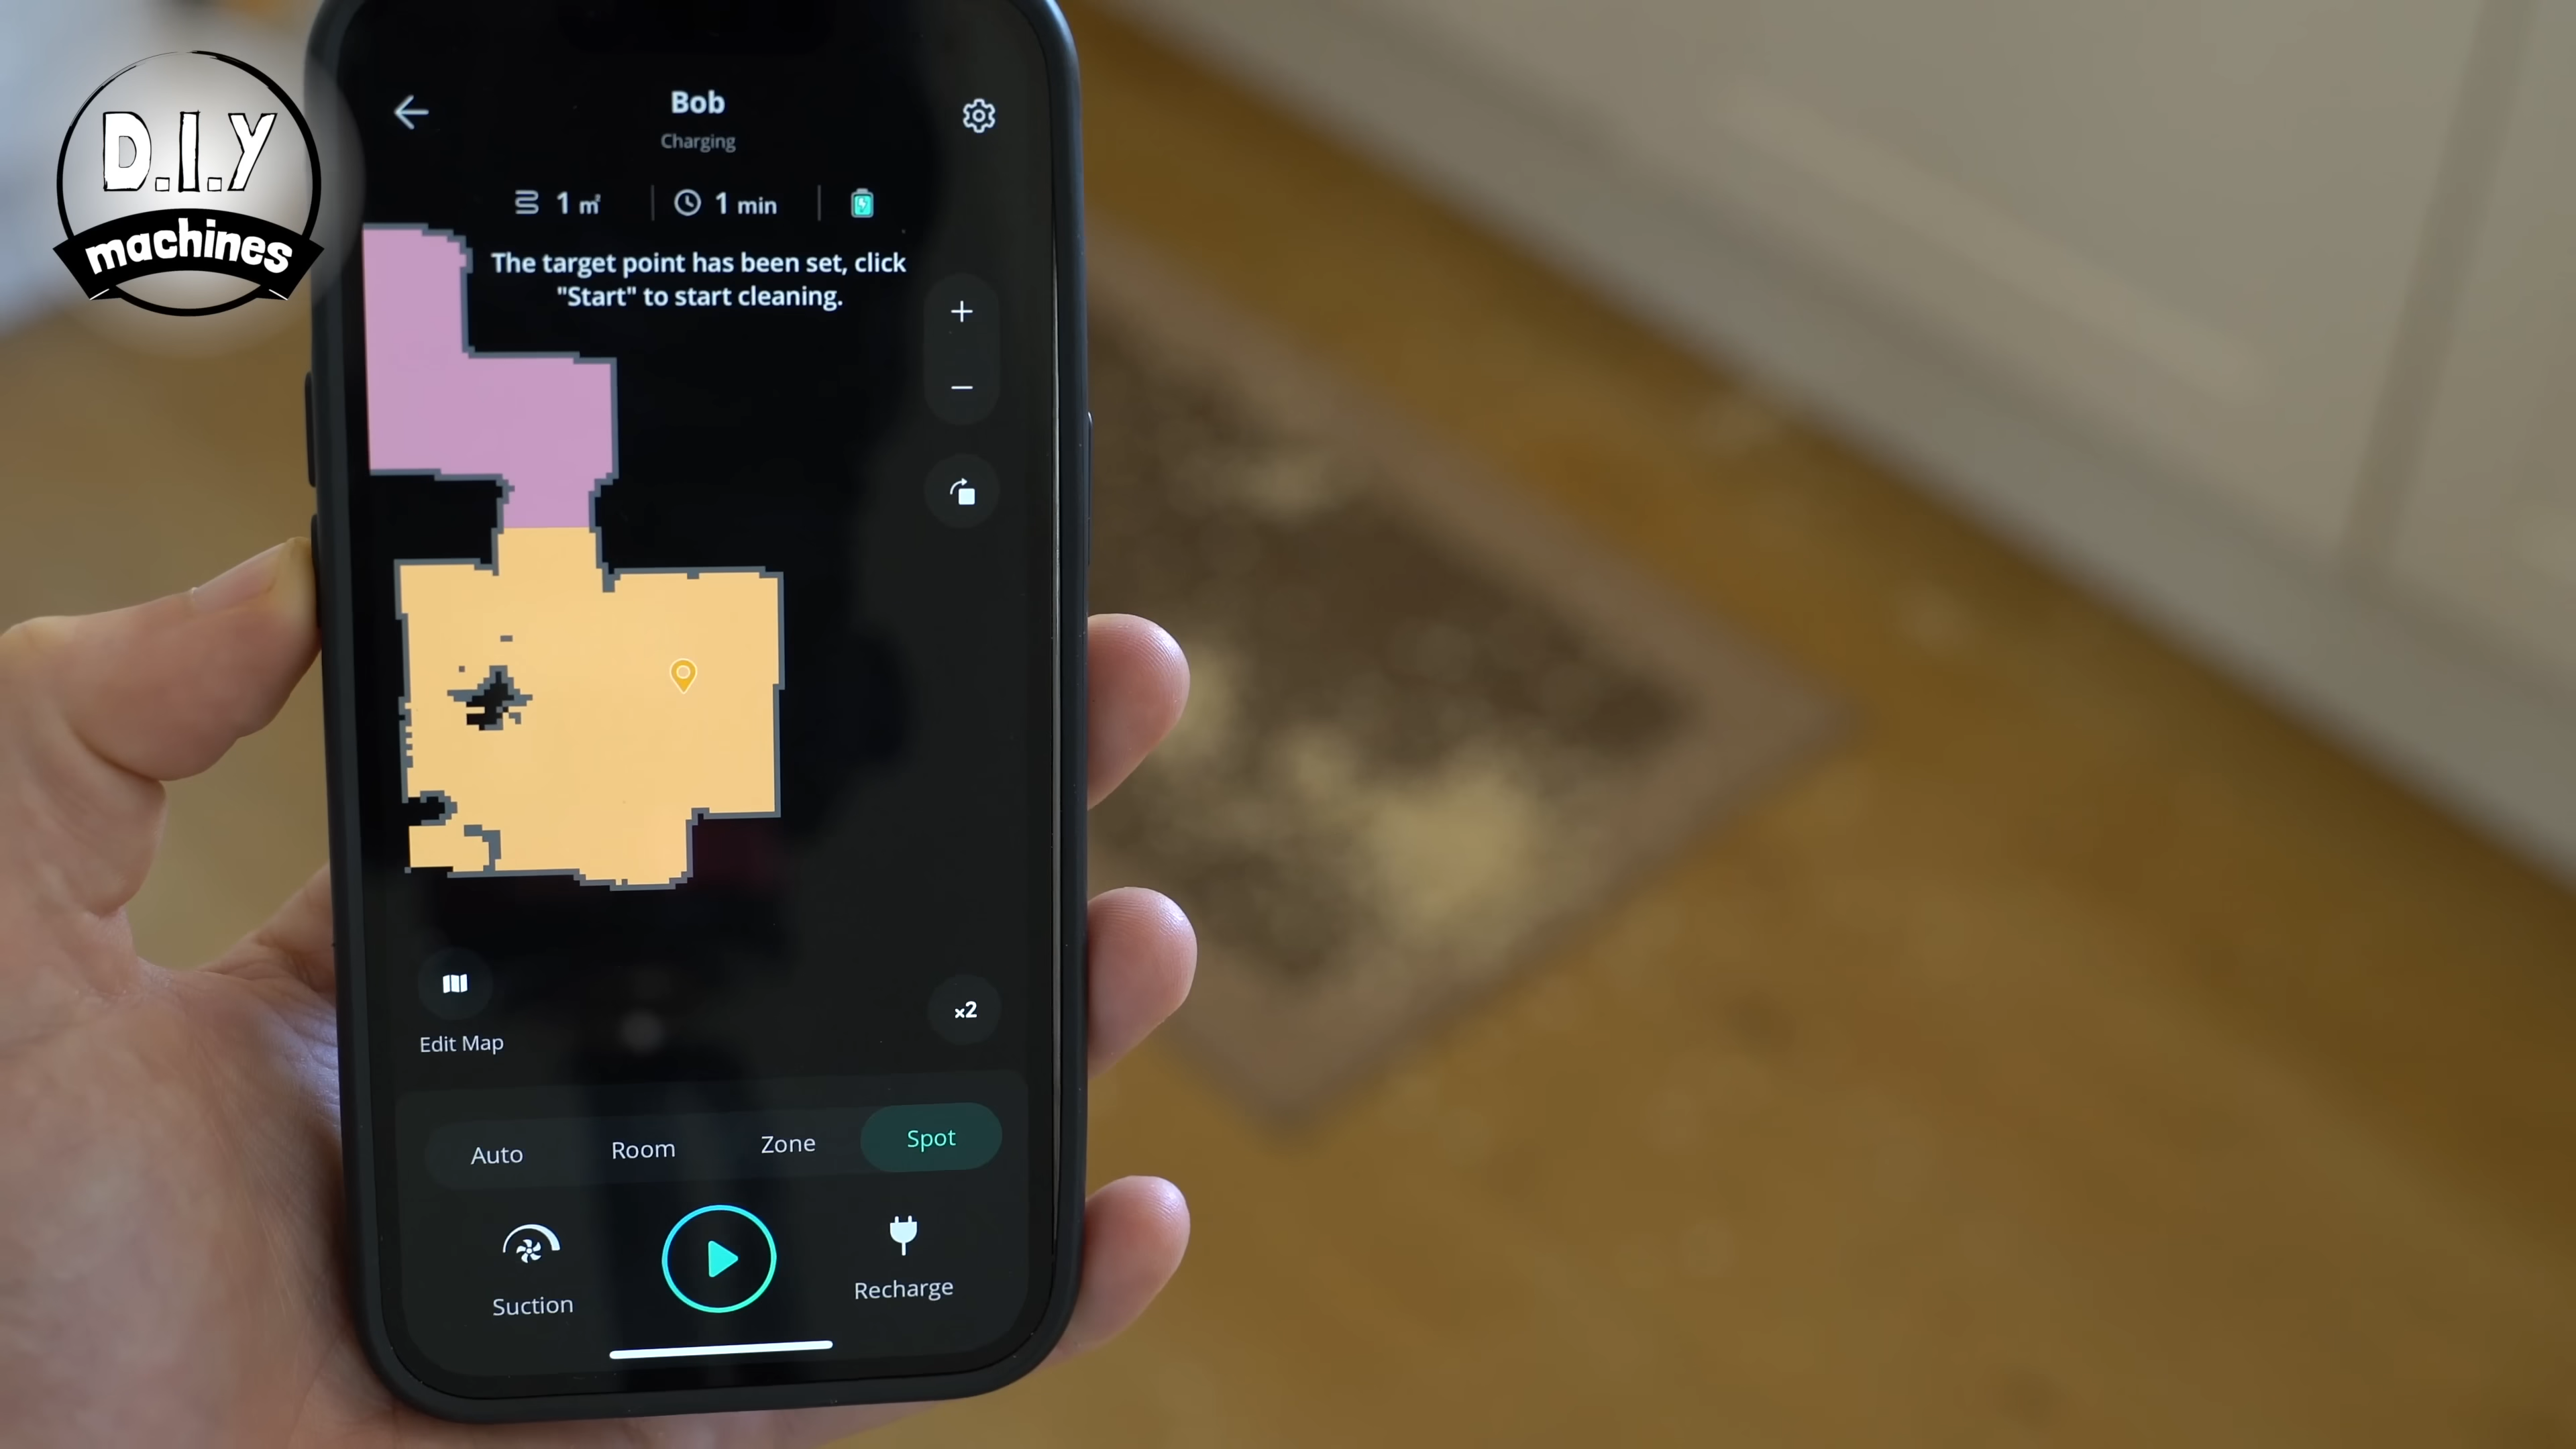 D.I.Y
machines
Bob
Charging
1 m²
1 min
The target point has been set, click
"Start" to start cleaning.
+
−
Edit Map
x2
Auto
Room
Zone
Spot
Suction
Recharge